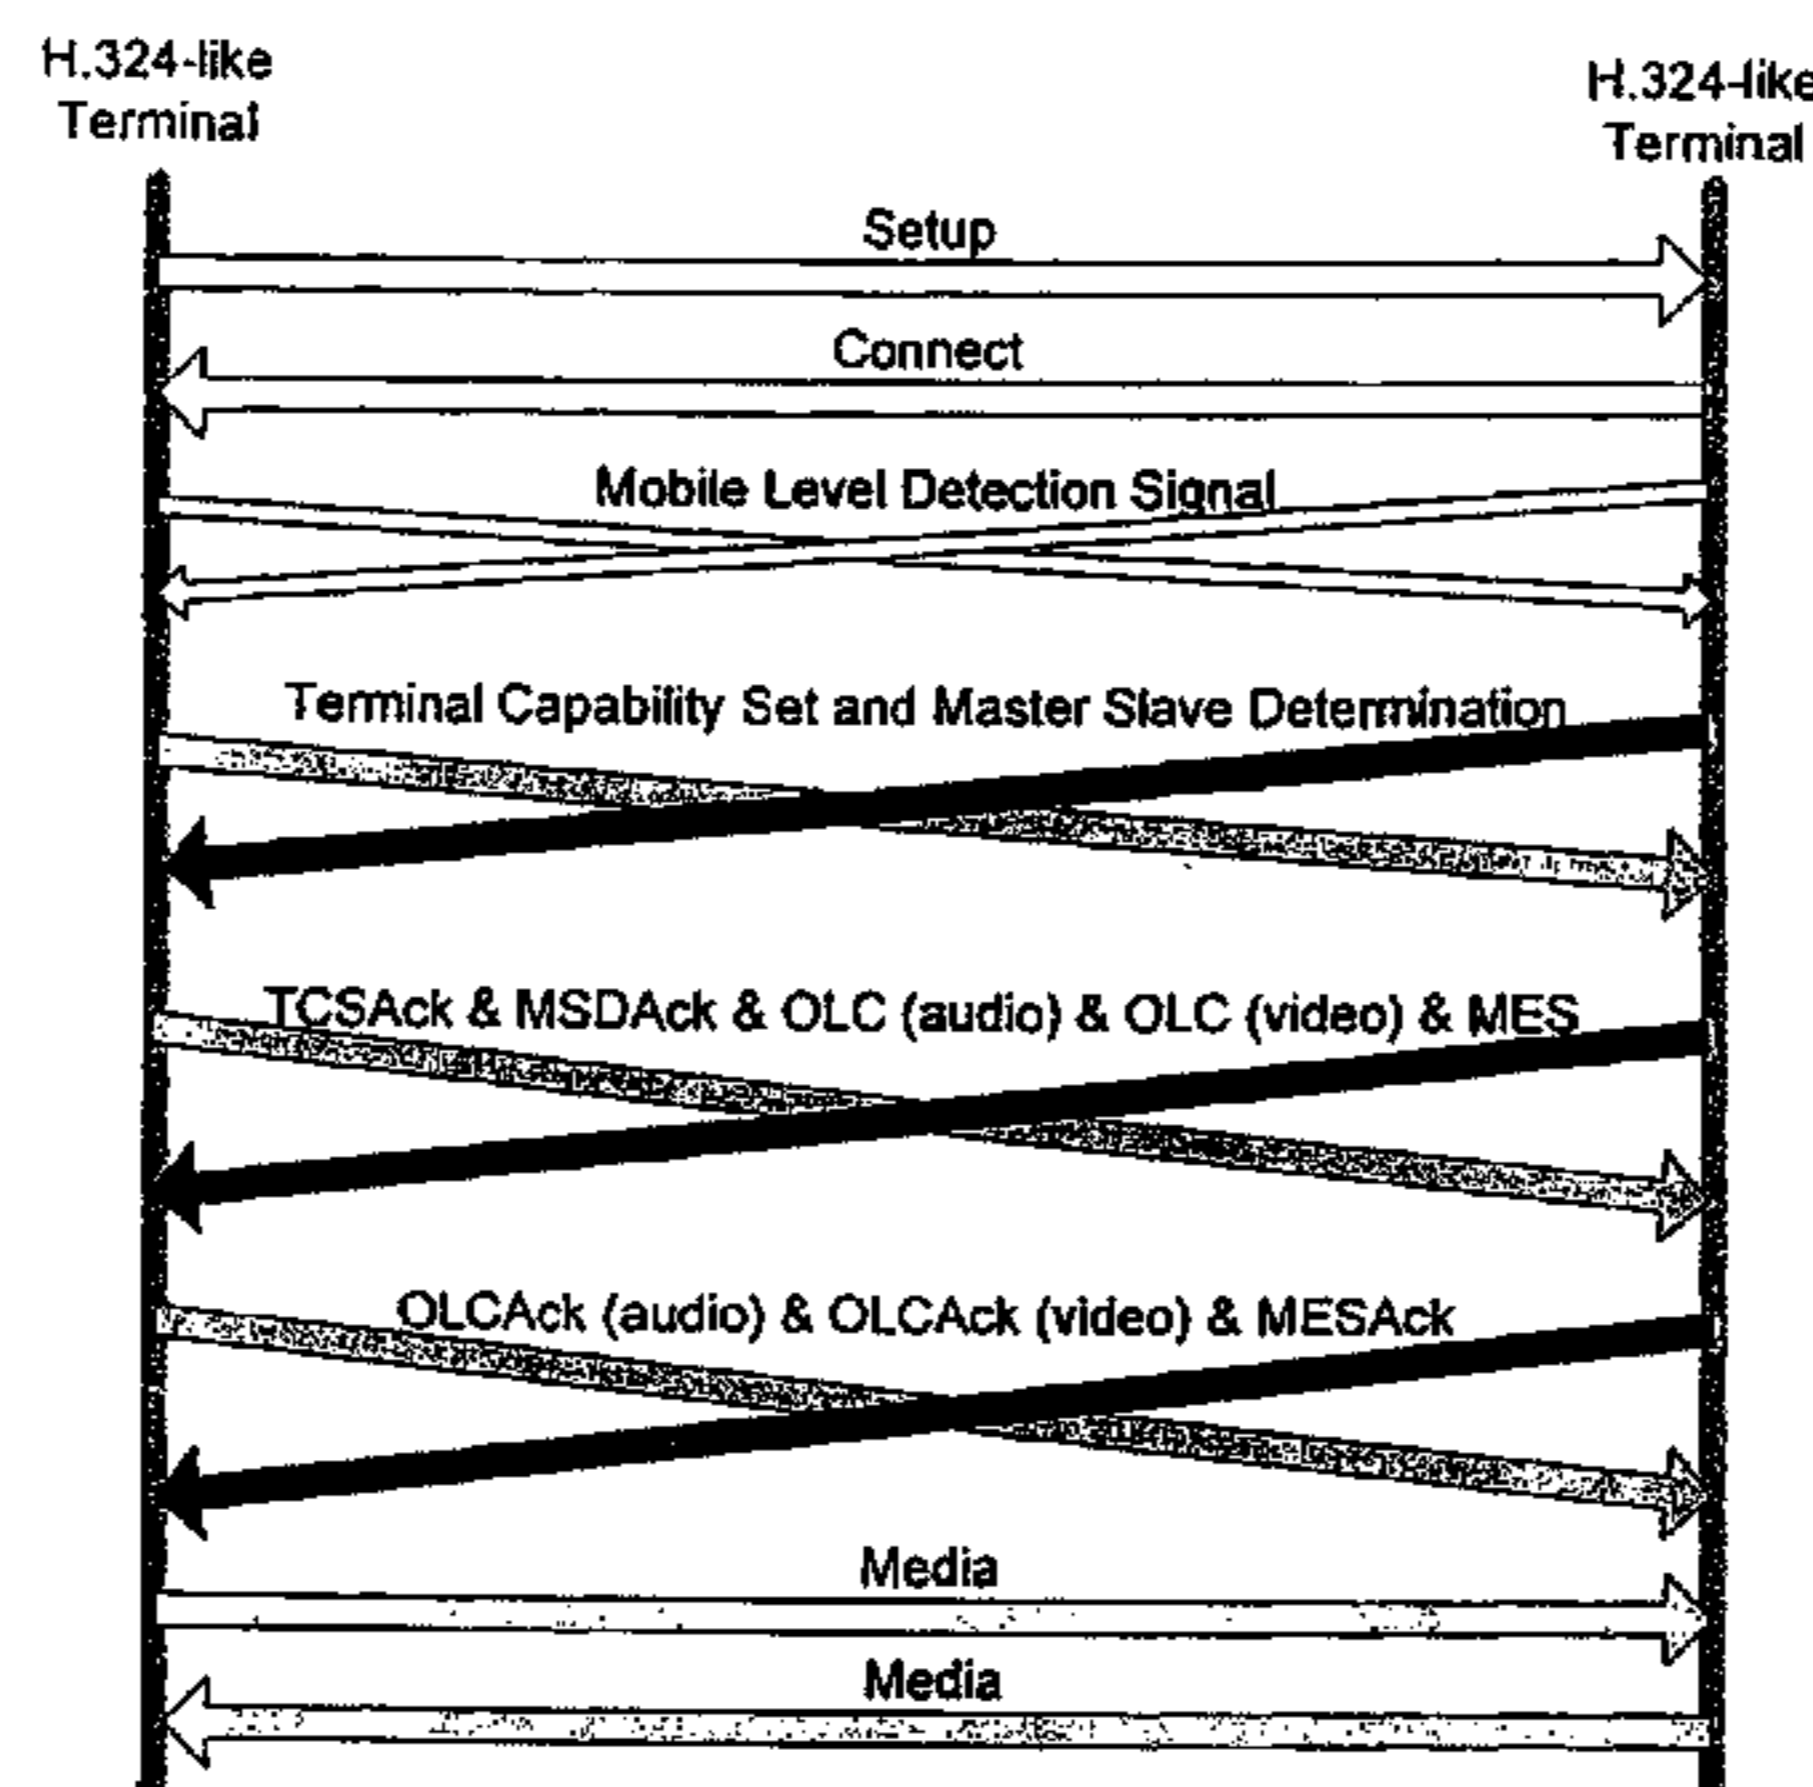 H.324-like
Terminal
H.324-like
Terminal
Setup
Connect
Mobile Level Detection Signal
Terminal Capability Set and Master Slave Determination
TCSAck & MSDAck & OLC (audio) & OLC (video) & MES
OLCAck (audio) & OLCAck (video) & MESAck
Media
Media